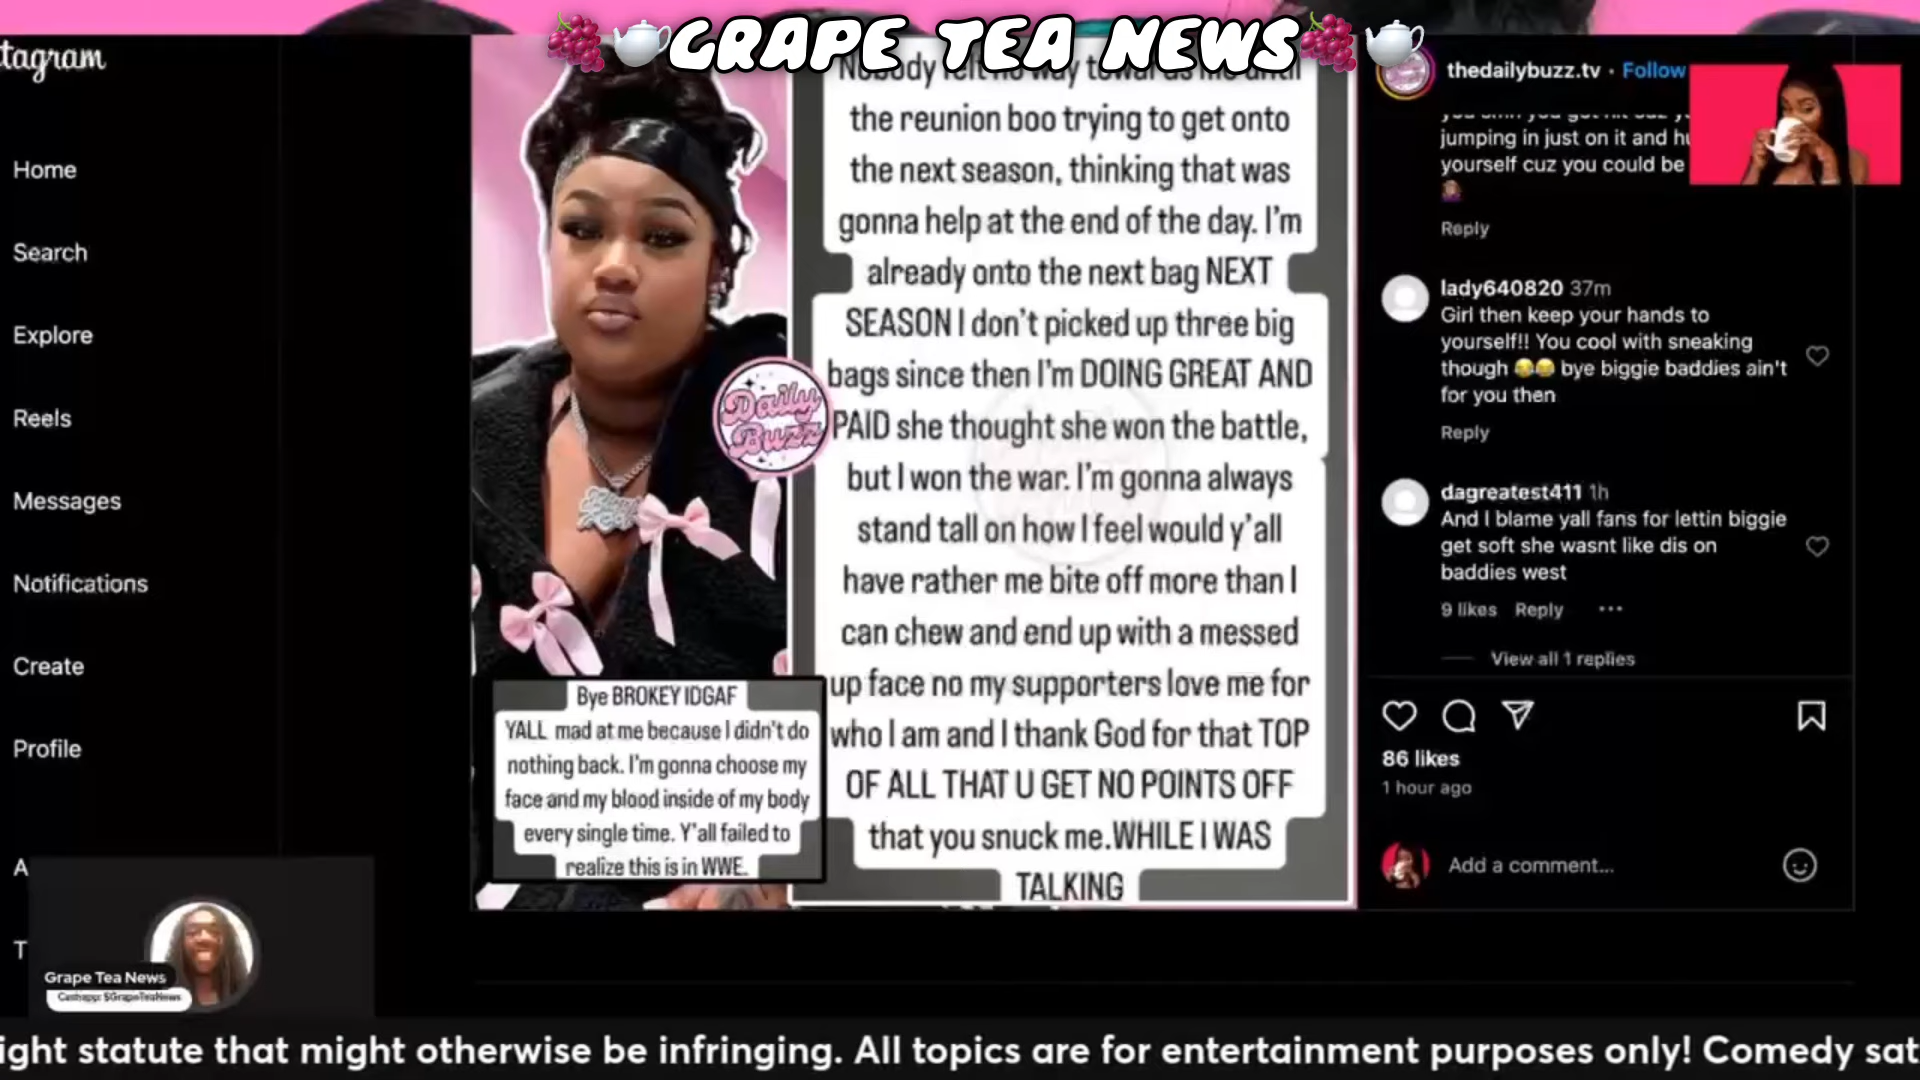 GRAPE TEA NEWS
tagram
Home
Search
Explore
Reels
Messages
Notifications
Create
Profile
A
T
Nobody felt no way towards me until
the reunion boo trying to get onto
the next season, thinking that was
gonna help at the end of the day. I'm
already onto the next bag NEXT
SEASON I don't picked up three big
bags since then I'm DOING GREAT AND
PAID she thought she won the battle,
but I won the war. I'm gonna always
stand tall on how I feel would y'all
have rather me bite off more than I
can chew and end up with a messed
up face no my supporters love me for
who I am and I thank God for that TOP
OF ALL THAT U GET NO POINTS OFF
that you snuck me.WHILE I WAS
TALKING
Daily
Buzz
Bye BROKEY IDGAF
YALL mad at me because I didn't do
nothing back. I'm gonna choose my
face and my blood inside of my body
every single time. Y'all failed to
realize this is in WWE.
thedailybuzz.tv • Follow
jumping in just on it and hu
yourself cuz you could be
Reply
lady640820 37m
Girl then keep your hands to
yourself!! You cool with sneaking
though 😂😂 bye biggie baddies ain't
for you then
Reply
dagreatest411 1h
And I blame yall fans for lettin biggie
get soft she wasnt like dis on
baddies west
9 likes Reply ...
View all 1 replies
86 likes
1 hour ago
Add a comment...
Grape Tea News
Cashapp: $GrapeTeaNews
ight statute that might otherwise be infringing. All topics are for entertainment purposes only! Comedy sat